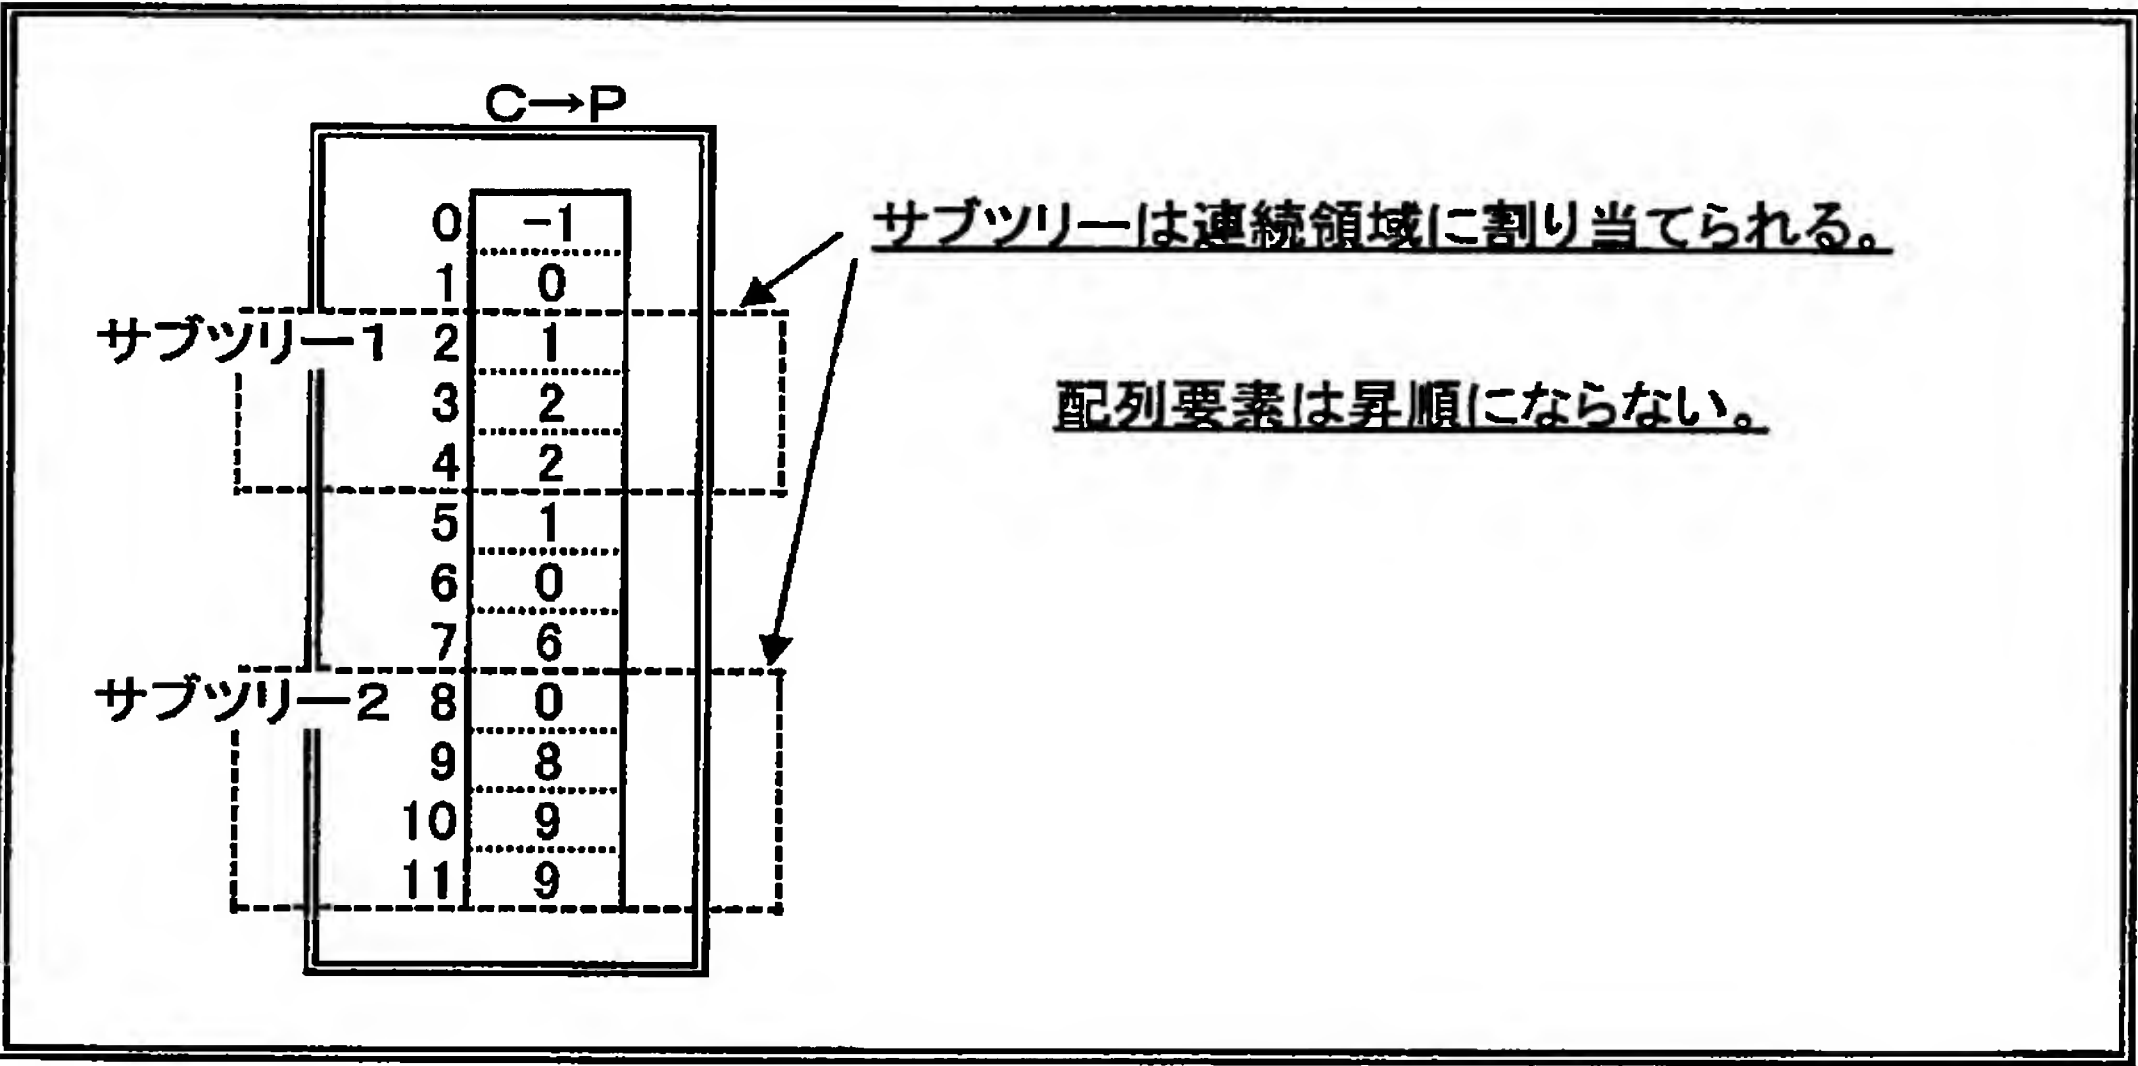 C→P
0 -1
1 0
サブツリー1 2 1
3 2
4 2
5 1
6 0
7 6
サブツリー2 8 0
9 8
10 9
11 9
サブツリーは連続領域に割り当てられる。
配列要素は昇順にならない。